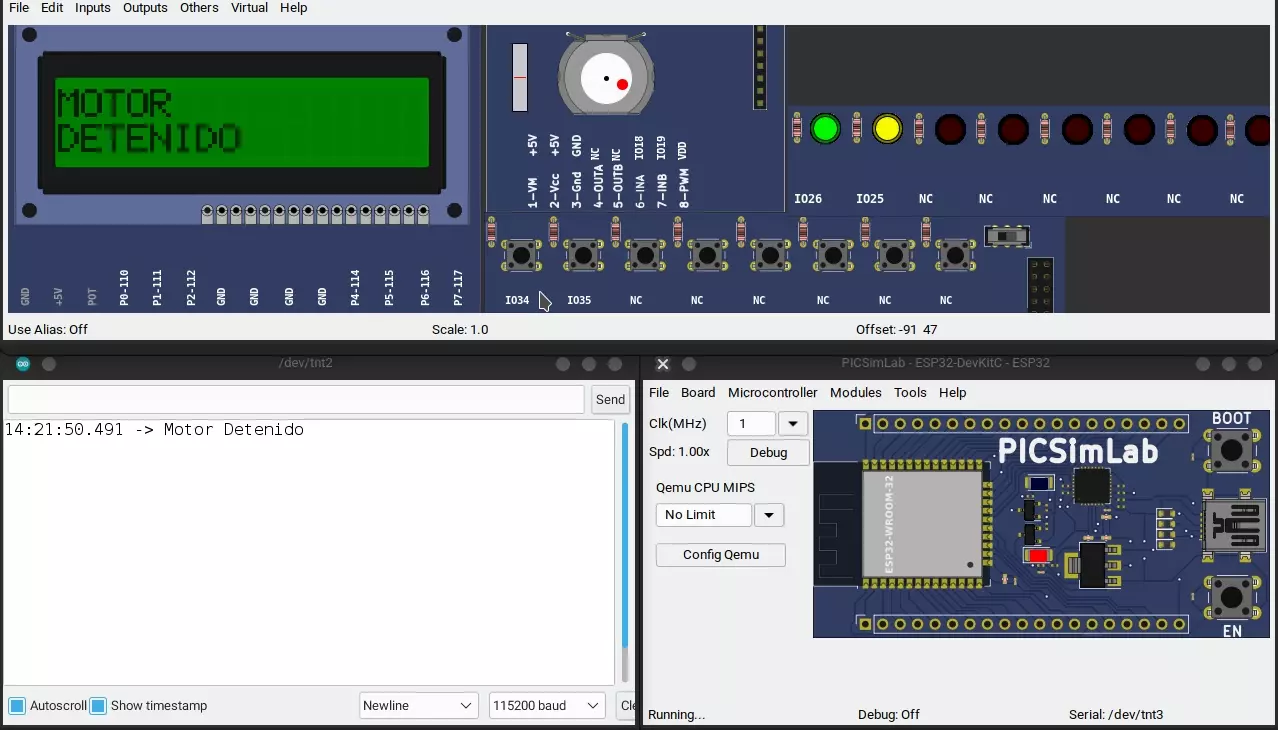 File Edit Inputs Outputs Others Virtual Help
MOTOR
DETENIDO
GND
+5V
POT
P0-110
P1-111
P2-112
GND
GND
GND
GND
P4-114
P5-115
P6-116
P7-117
1-VM +5V
2-Vcc +5V
3-Gnd GND
4-OUTA NC
5-OUTB NC
6-INA IO18
7-INB IO19
8-PWM VDD
IO26 IO25 NC NC NC NC NC NC
IO34 IO35 NC NC NC NC NC NC
Use Alias: Off Scale: 1.0 Offset: -91 47
/dev/tnt2
Send
14:21:50.491 -> Motor Detenido
Autoscroll Show timestamp Newline 115200 baud Cle
PICSimLab - ESP32-DevKitC - ESP32
File Board Microcontroller Modules Tools Help
Clk(MHz) 1
Spd: 1.00x Debug
Qemu CPU MIPS
No Limit
Config Qemu
BOOT
PICSimLab
ESP32-WROOM-32
EN
Running... Debug: Off Serial: /dev/tnt3